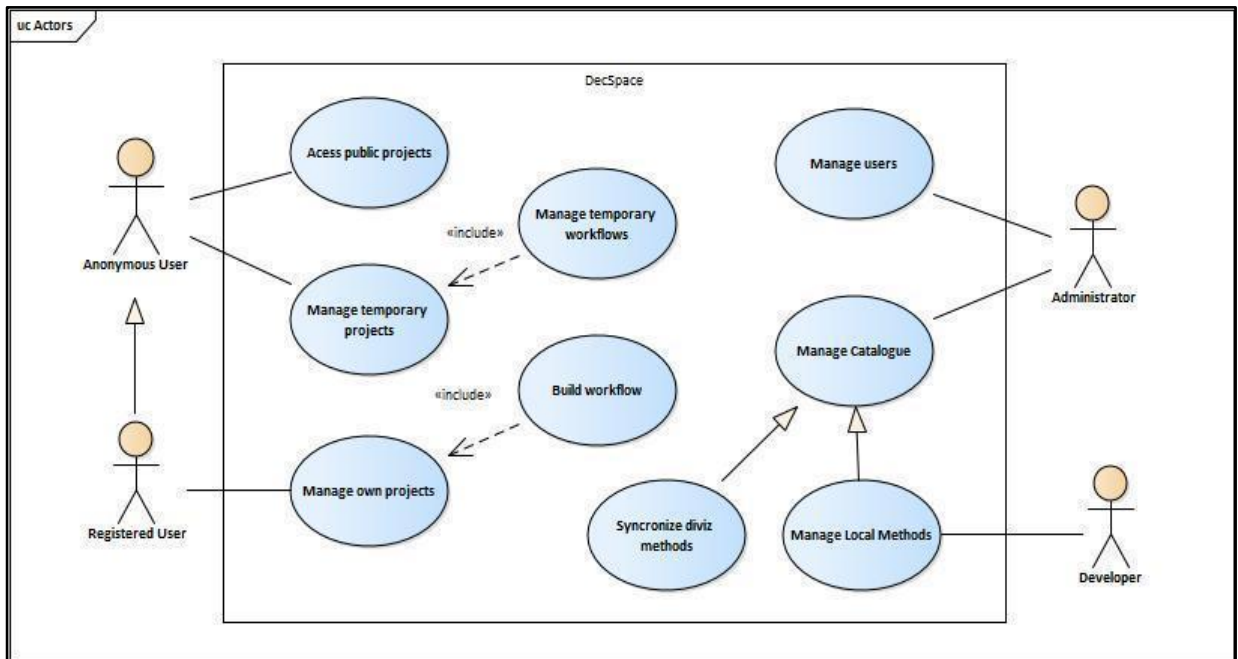 uc Actors
DecSpace
Acess public projects
Manage users
Manage temporary
workflows
«include»
Anonymous User
Manage temporary
projects
Administrator
Manage Catalogue
Build workflow
«include»
Manage own projects
Registered User
Syncronize diviz
methods
Manage Local Methods
Developer